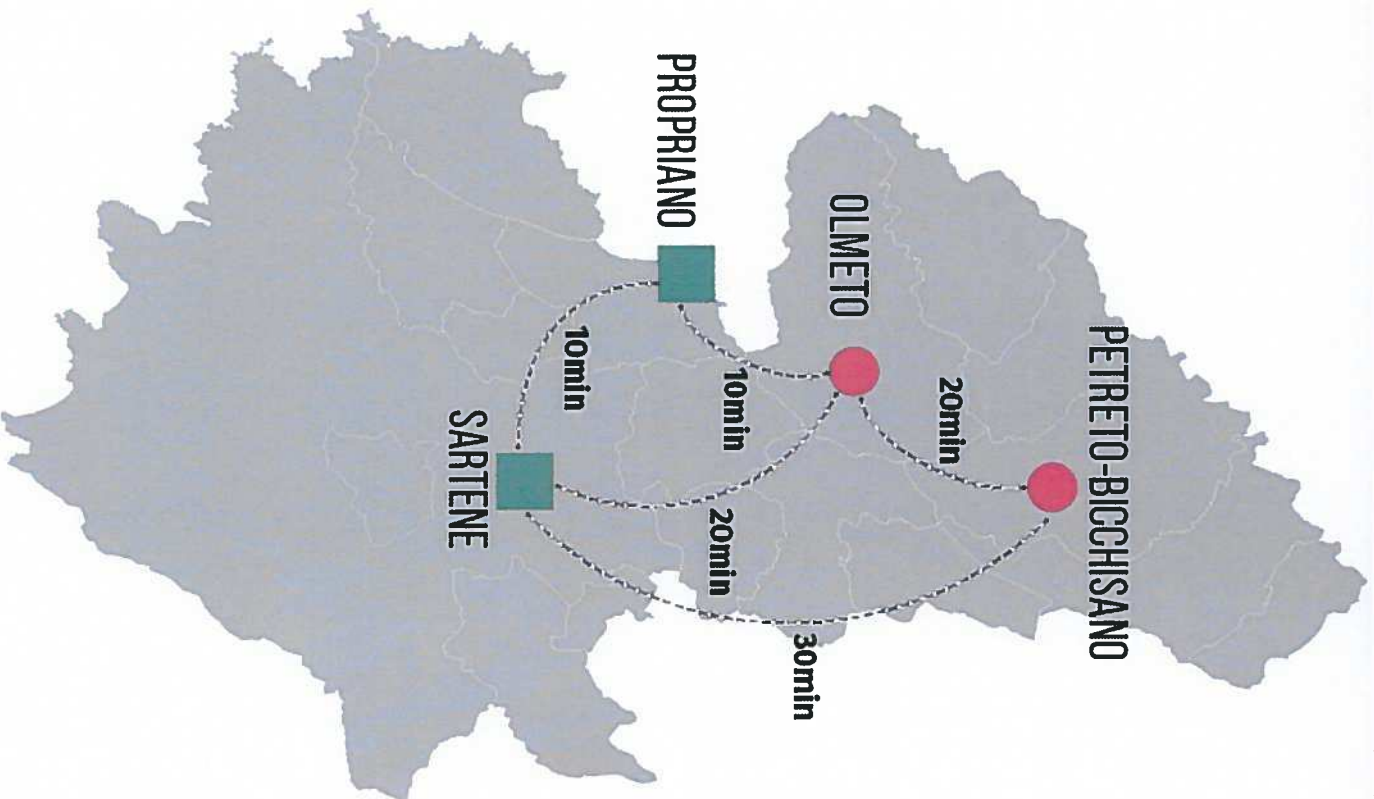 PETRETO-BICCHISANO
20min
OLMETO
30min
10min
20min
PROPRIANO
10min
SARTENE